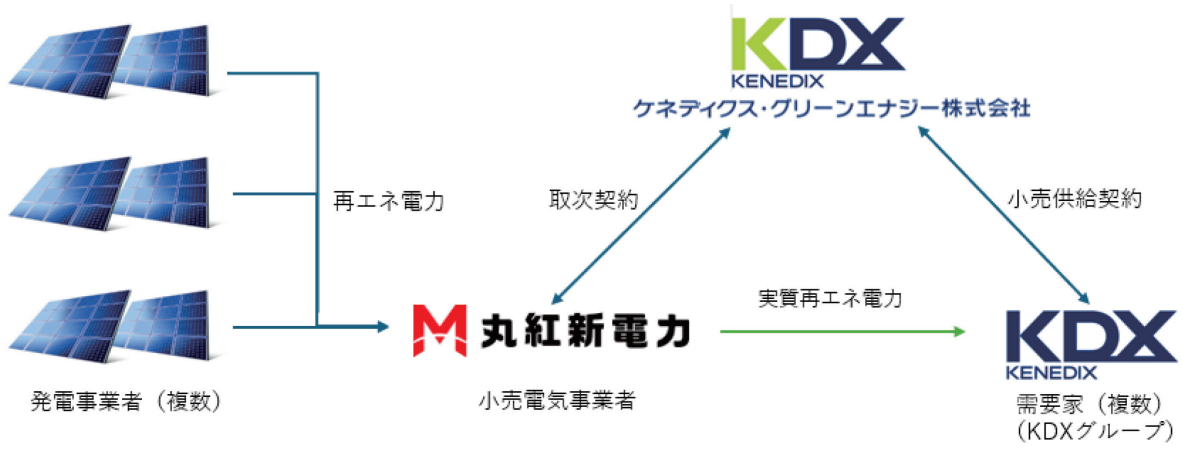 KDX
KENEDIX
ケネディクス・グリーンエナジー株式会社
再エネ電力
取次契約
小売供給契約
実質再エネ電力
丸紅新電力
KDX
KENEDIX
発電事業者（複数）
小売電気事業者
需要家（複数）
（KDXグループ）